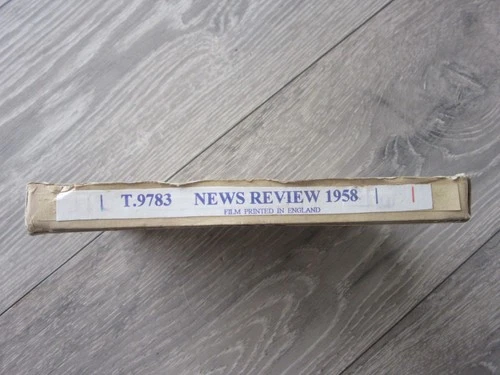 T.9783 NEWS REVIEW 1958
FILM PRINTED IN ENGLAND